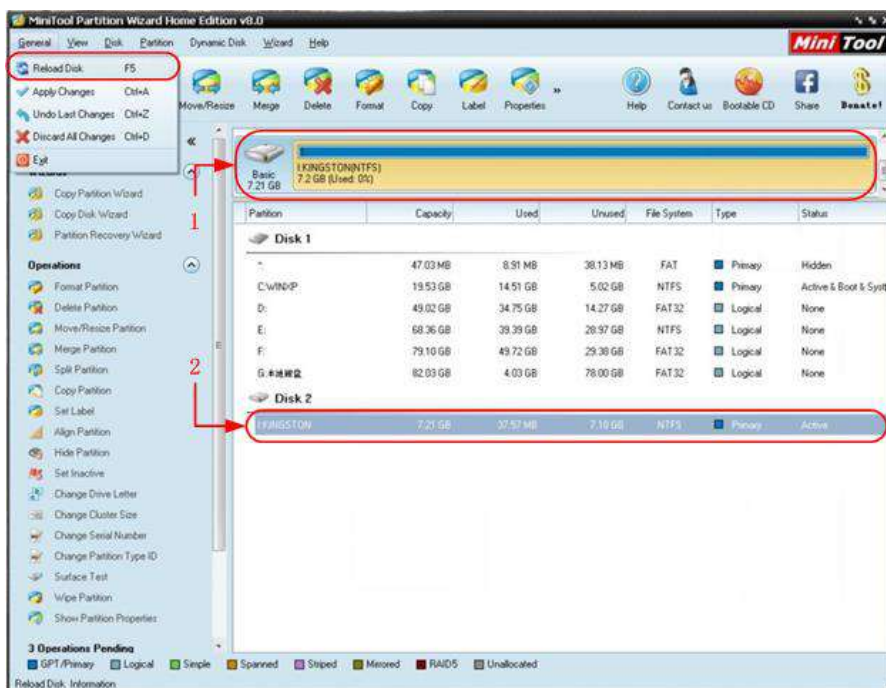 MiniTool Partition Wizard Home Edition v8.0
General View Disk Partition Dynamic Disk Wizard Help
Mini Tool
Reload Disk F5
Apply Changes Ctrl+A
Undo Last Changes Ctrl+Z
Discard All Changes Ctrl+D
Exit
Move/Resize Merge Delete Format Copy Label Properties » Help Contact us Bootable CD Share Donate!
«
1
Basic
7.21 GB
I:KINGSTON(NTFS)
7.2 GB (Used: 0%)
Copy Partition Wizard
Copy Disk Wizard
Partition Recovery Wizard
Operations
Format Partition
Delete Partition
Move/Resize Partition
Merge Partition
Split Partition
Copy Partition
Set Label
Align Partition
Hide Partition
Set Inactive
Change Drive Letter
Change Cluster Size
Change Serial Number
Change Partition Type ID
Surface Test
Wipe Partition
Show Partition Properties
3 Operations Pending
2
Partition Capacity Used Unused File System Type Status
Disk 1
*: 47.03 MB 8.91 MB 38.13 MB FAT Primary Hidden
C:WINXP 19.53 GB 14.51 GB 5.02 GB NTFS Primary Active & Boot & Syst
D: 49.02 GB 34.75 GB 14.27 GB FAT32 Logical None
E: 68.36 GB 39.39 GB 28.97 GB NTFS Logical None
F: 79.10 GB 49.72 GB 29.38 GB FAT32 Logical None
G:本地磁盘 82.03 GB 4.03 GB 78.00 GB FAT32 Logical None
Disk 2
I:KINGSTON 7.21 GB 37.57 MB 7.18 GB NTFS Primary Active
GPT/Primary Logical Simple Spanned Striped Mirrored RAID5 Unallocated
Reload Disk Information